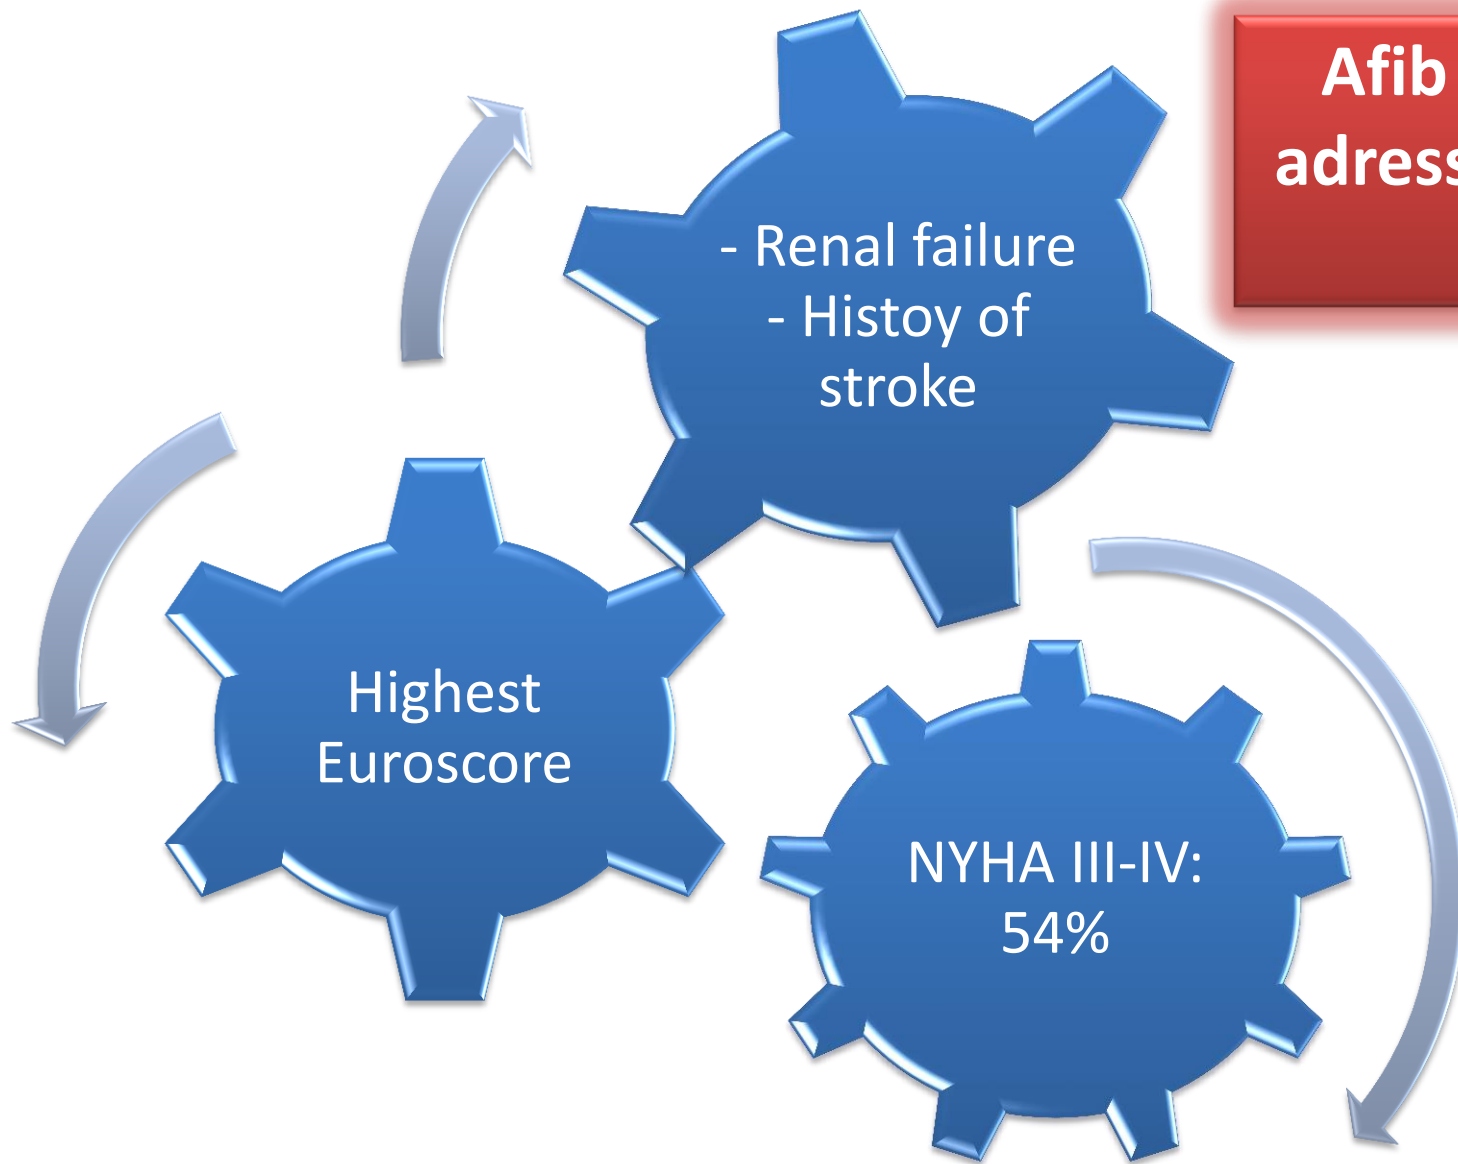 Afib
adress
- Renal failure
- Histoy of
stroke
Highest
Euroscore
NYHA III-IV:
54%